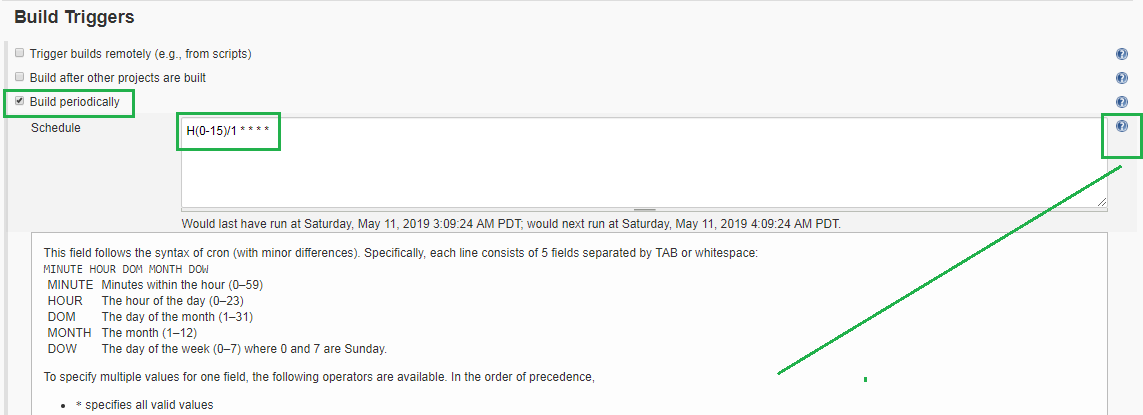 Build Triggers
Trigger builds remotely (e.g., from scripts)
?
Build after other projects are built
?
Build periodically
?
Schedule
H(0-15)/1 * * * *
?
Would last have run at Saturday, May 11, 2019 3:09:24 AM PDT; would next run at Saturday, May 11, 2019 4:09:24 AM PDT.
This field follows the syntax of cron (with minor differences). Specifically, each line consists of 5 fields separated by TAB or whitespace:
MINUTE HOUR DOM MONTH DOW
MINUTE Minutes within the hour (0–59)
HOUR The hour of the day (0–23)
DOM The day of the month (1–31)
MONTH The month (1–12)
DOW The day of the week (0–7) where 0 and 7 are Sunday.
To specify multiple values for one field, the following operators are available. In the order of precedence,
• * specifies all valid values